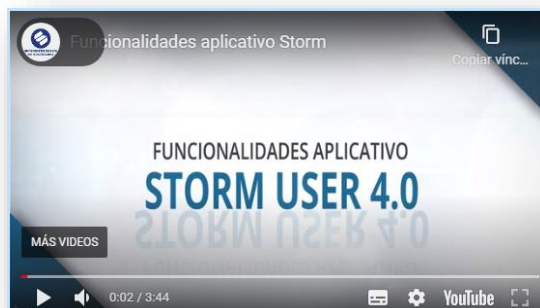 Funcionalidades aplicativo Storm
Copiar vínc...
FUNCIONALIDADES APLICATIVO
STORM USER 4.0
MÁS VIDEOS
0:02 / 3:44
YouTube